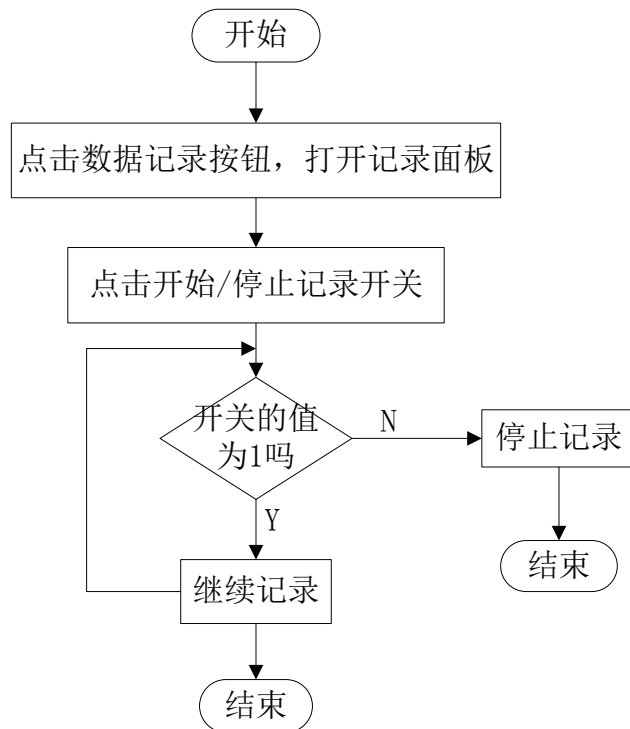 开始
点击数据记录按钮，打开记录面板
点击开始/停止记录开关
开关的值
为1吗
N
停止记录
Y
结束
继续记录
结束